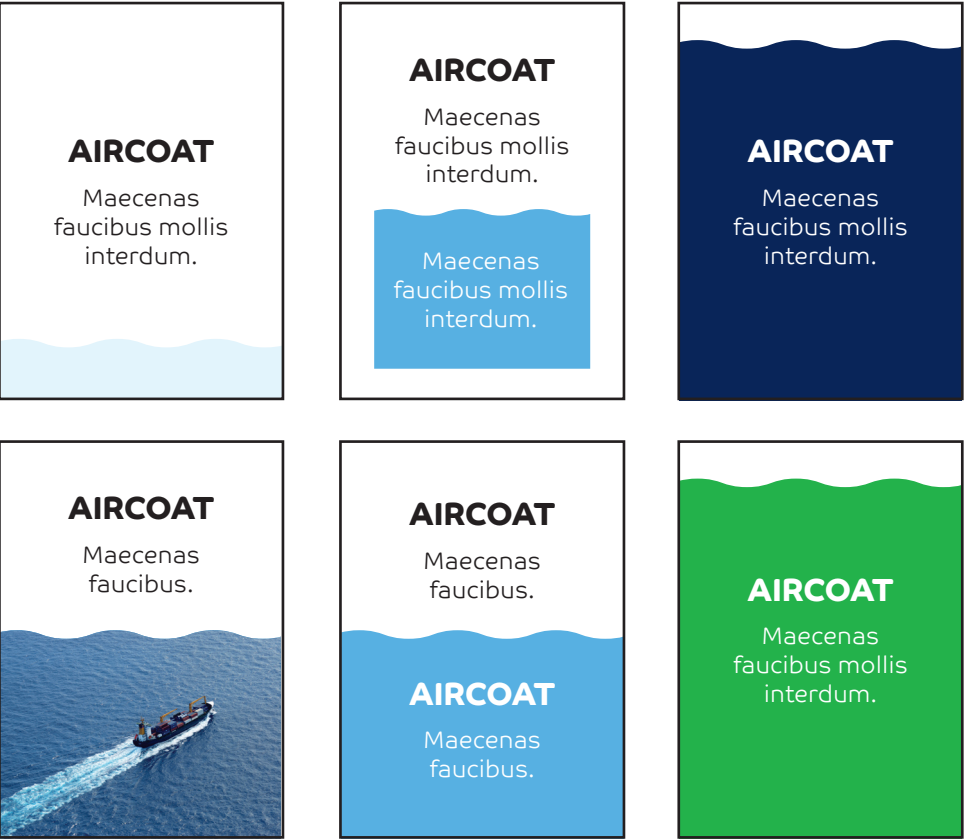 AIRCOAT
Maecenas
faucibus mollis
interdum.
AIRCOAT
Maecenas
faucibus mollis
interdum.
Maecenas
faucibus mollis
interdum.
AIRCOAT
Maecenas
faucibus mollis
interdum.
AIRCOAT
Maecenas
faucibus.
AIRCOAT
Maecenas
faucibus.
AIRCOAT
Maecenas
faucibus.
AIRCOAT
Maecenas
faucibus mollis
interdum.